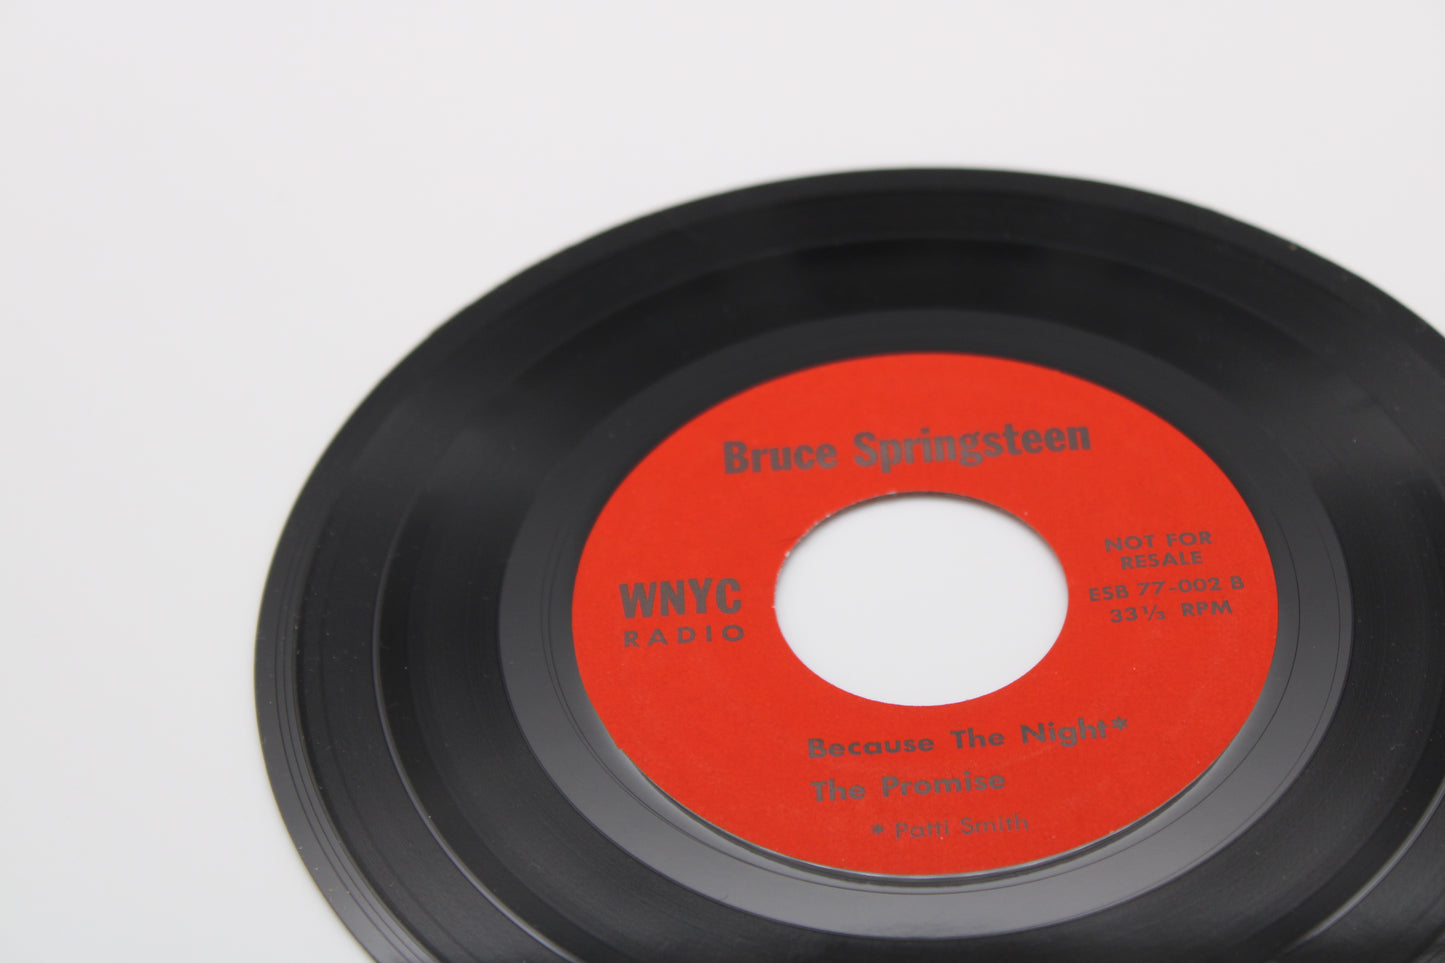 Bruce Springsteen
WNYC
RADIO
NOT FOR
RESALE
ESB 77-002 B
33⅓ RPM
Because The Night*
The Promise
* Patti Smith